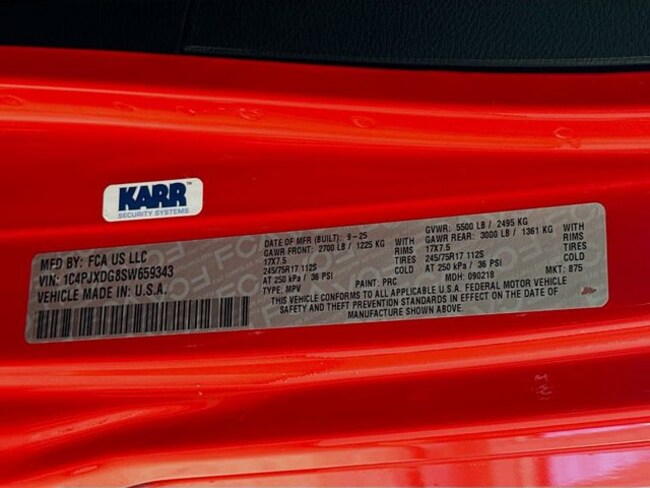 KARR
SECURITY SYSTEMS
MFD BY: FCA US LLC
VIN: 1C4PJXDG8SW659343
VEHICLE MADE IN: U.S.A.
DATE OF MFR (BUILT): 9-25 GVWR: 5500 LB / 2495 KG
GAWR FRONT: 2700 LB / 1225 KG WITH GAWR REAR: 3000 LB / 1361 KG WITH
17X7.5 RIMS 17X7.5 RIMS
245/75R17 112S TIRES 245/75R17 112S TIRES
AT 250 kPa / 36 PSI COLD AT 250 kPa / 36 PSI COLD
TYPE: MPV PAINT: PRC MDH: 090218 MKT: 875
THIS VEHICLE CONFORMS TO ALL APPLICABLE U.S.A. FEDERAL MOTOR VEHICLE
SAFETY AND THEFT PREVENTION STANDARDS IN EFFECT ON THE DATE OF
MANUFACTURE SHOWN ABOVE.